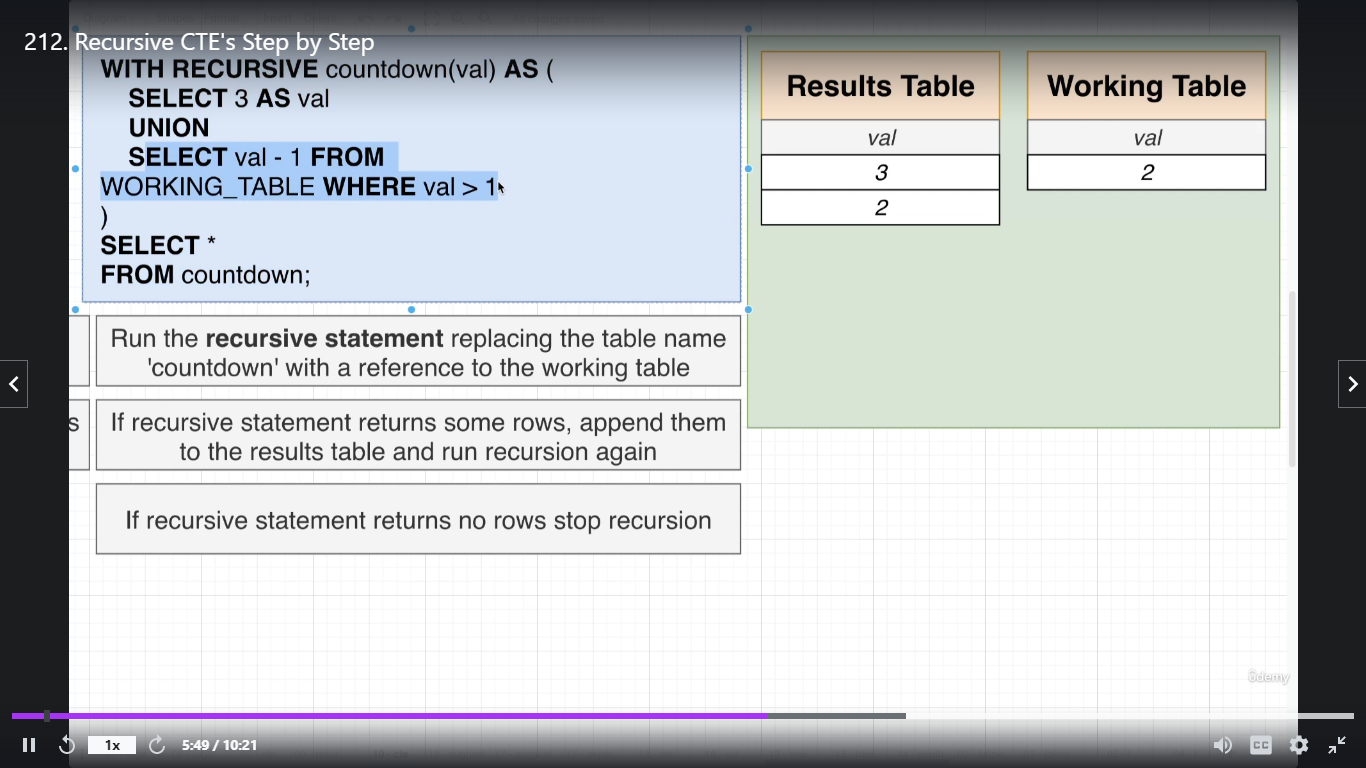 212. Recursive CTE's Step by Step
WITH RECURSIVE countdown(val) AS (
SELECT 3 AS val
UNION
SELECT val - 1 FROM
WORKING_TABLE WHERE val > 1
)
SELECT *
FROM countdown;
Results Table
val
3
2
Working Table
val
2
Run the recursive statement replacing the table name
'countdown' with a reference to the working table
s
If recursive statement returns some rows, append them
to the results table and run recursion again
If recursive statement returns no rows stop recursion
ûdemy
1x
5:49 / 10:21
CC